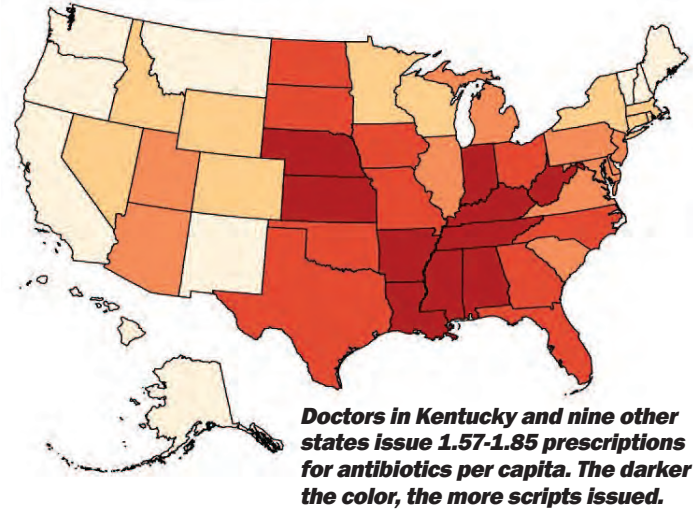 Doctors in Kentucky and nine other
states issue 1.57-1.85 prescriptions
for antibiotics per capita. The darker
the color, the more scripts issued.